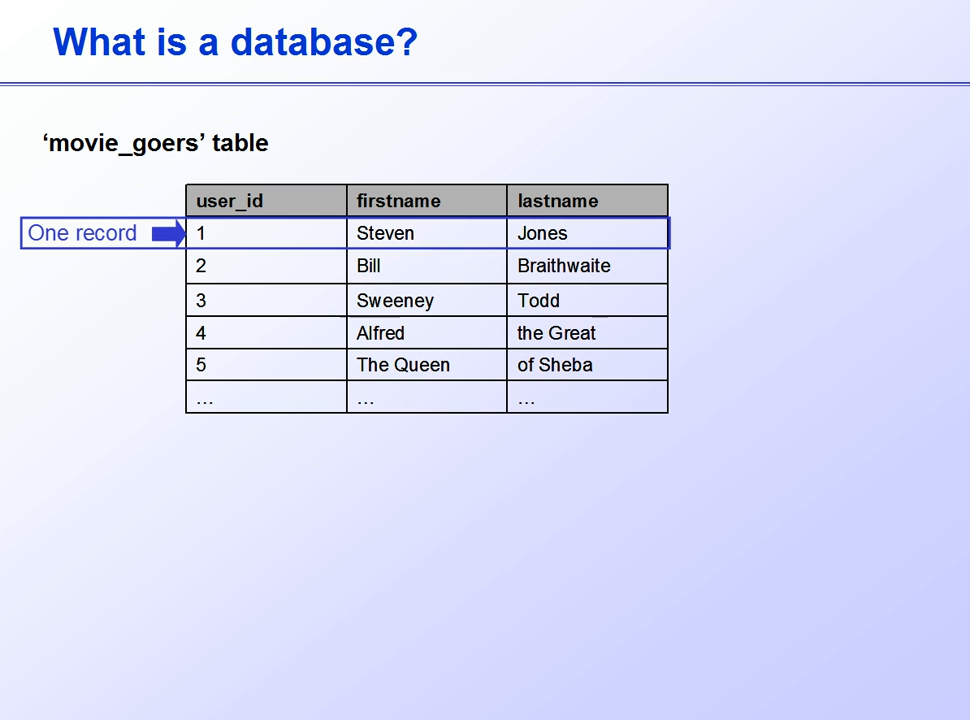 What is a database?
‘movie_goers’ table
user_id firstname lastname
One record 1 Steven Jones
2 Bill Braithwaite
3 Sweeney Todd
4 Alfred the Great
5 The Queen of Sheba
… … …